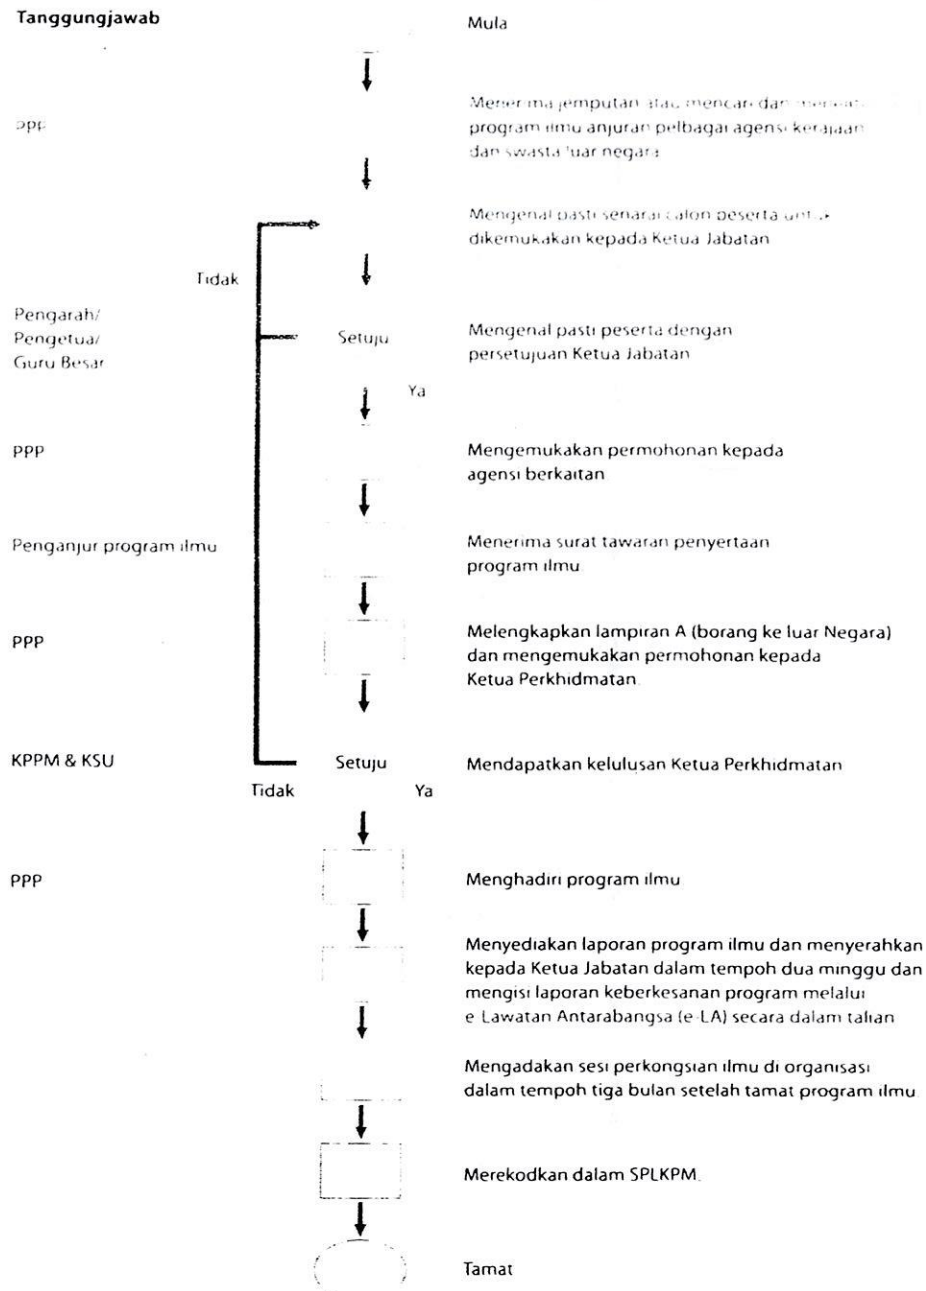 Tanggungjawab
Mula
PPP
Menerima jemputan atau mencari dan
program ilmu anjuran pelbagai agensi kerajaan
dan swasta luar negara
Mengenal pasti senarai calon peserta untuk
dikemukakan kepada Ketua Jabatan
Tidak
Pengarah/
Pengetua/
Guru Besar
Setuju
Mengenal pasti peserta dengan
persetujuan Ketua Jabatan
Ya
PPP
Mengemukakan permohonan kepada
agensi berkaitan
Penganjur program ilmu
Menerima surat tawaran penyertaan
program ilmu
PPP
Melengkapkan lampiran A (borang ke luar Negara)
dan mengemukakan permohonan kepada
Ketua Perkhidmatan.
KPPM & KSU
Setuju
Mendapatkan kelulusan Ketua Perkhidmatan
Tidak
Ya
PPP
Menghadiri program ilmu
Menyediakan laporan program ilmu dan menyerahkan
kepada Ketua Jabatan dalam tempoh dua minggu dan
mengisi laporan keberkesanan program melalui
e Lawatan Antarabangsa (e-LA) secara dalam talian
Mengadakan sesi perkongsian ilmu di organisasi
dalam tempoh tiga bulan setelah tamat program ilmu
Merekodkan dalam SPLKPM.
Tamat